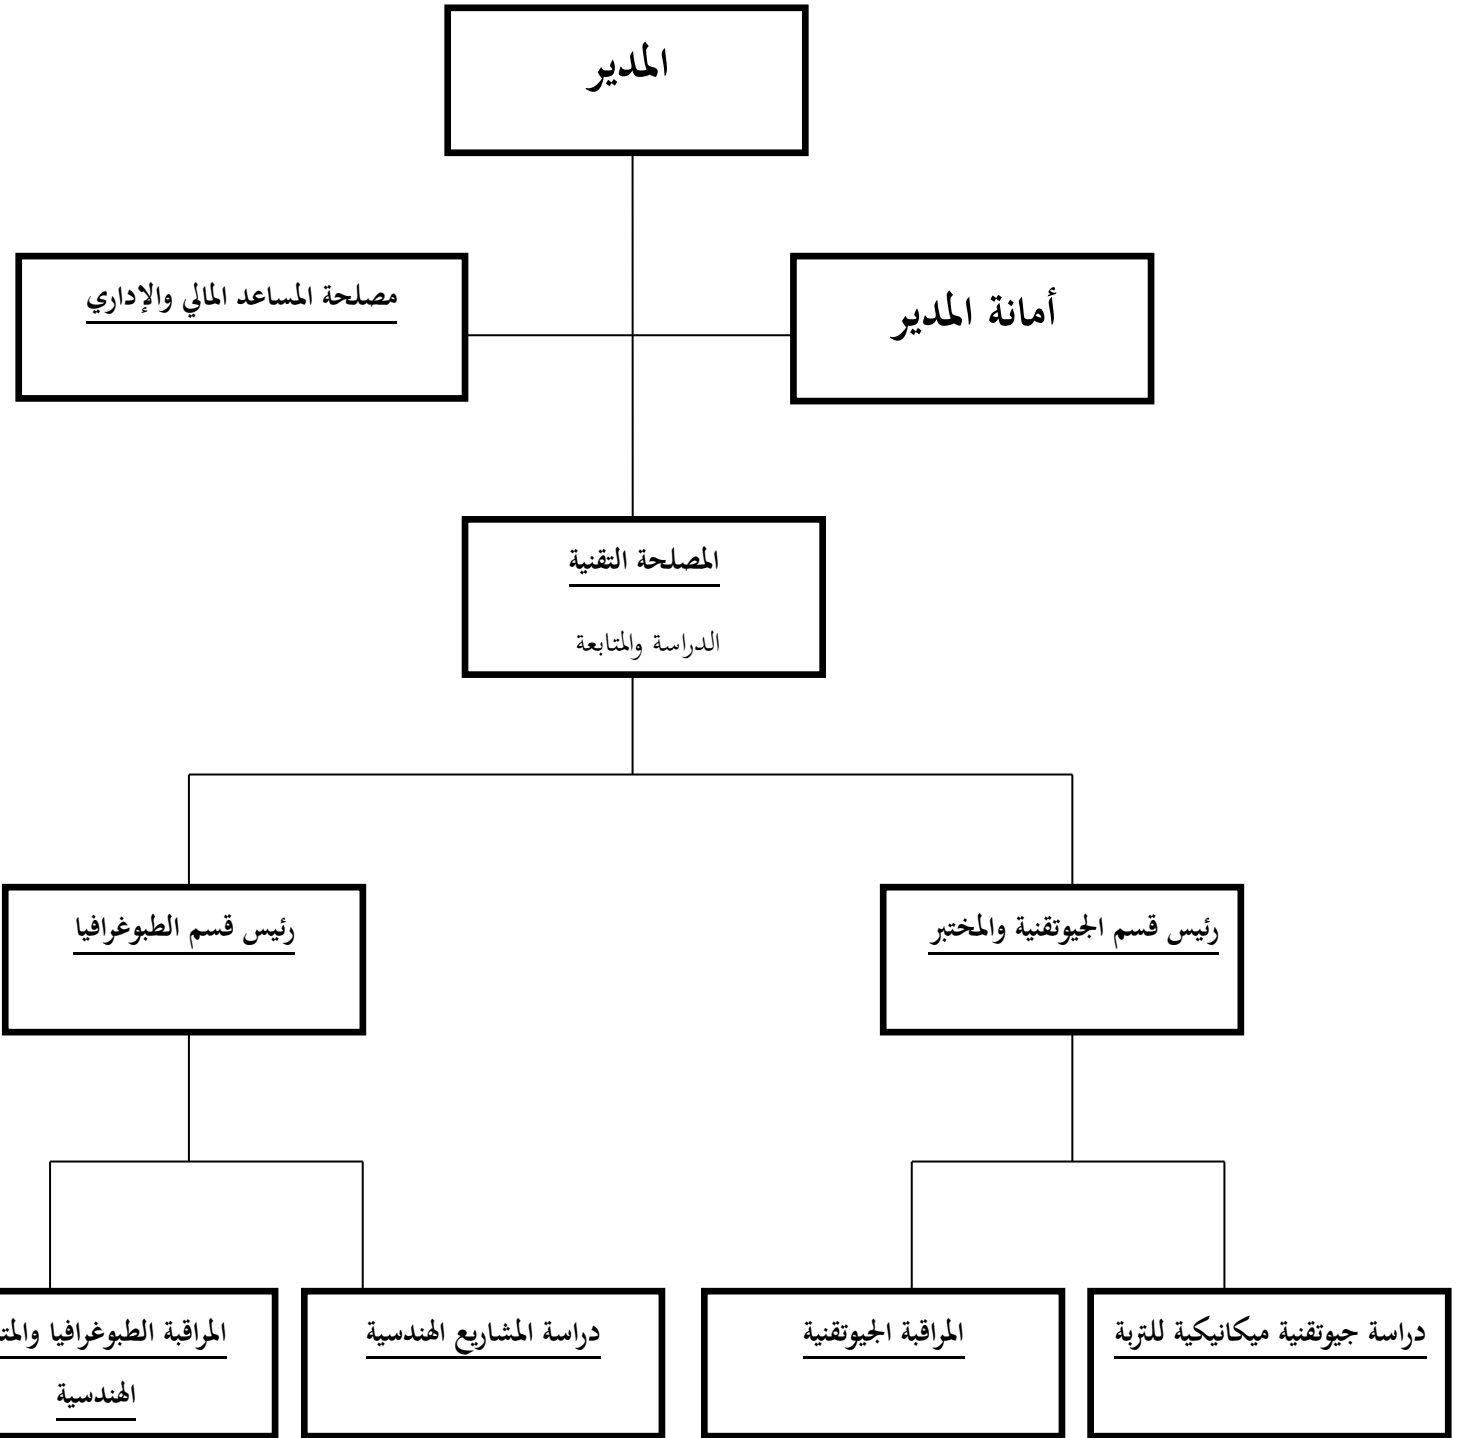 المدير
أمانة المدير
مصلحة المساعد المالي والإداري
المصلحة التقنية
الدراسة والمتابعة
رئيس قسم الجيوتقنية والمختبر
رئيس قسم الطبوغرافيا
دراسة جيوتقنية ميكانيكية للتربة
المراقبة الجيوتقنية
دراسة المشاريع الهندسية
المراقبة الطبوغرافيا
الهندسية